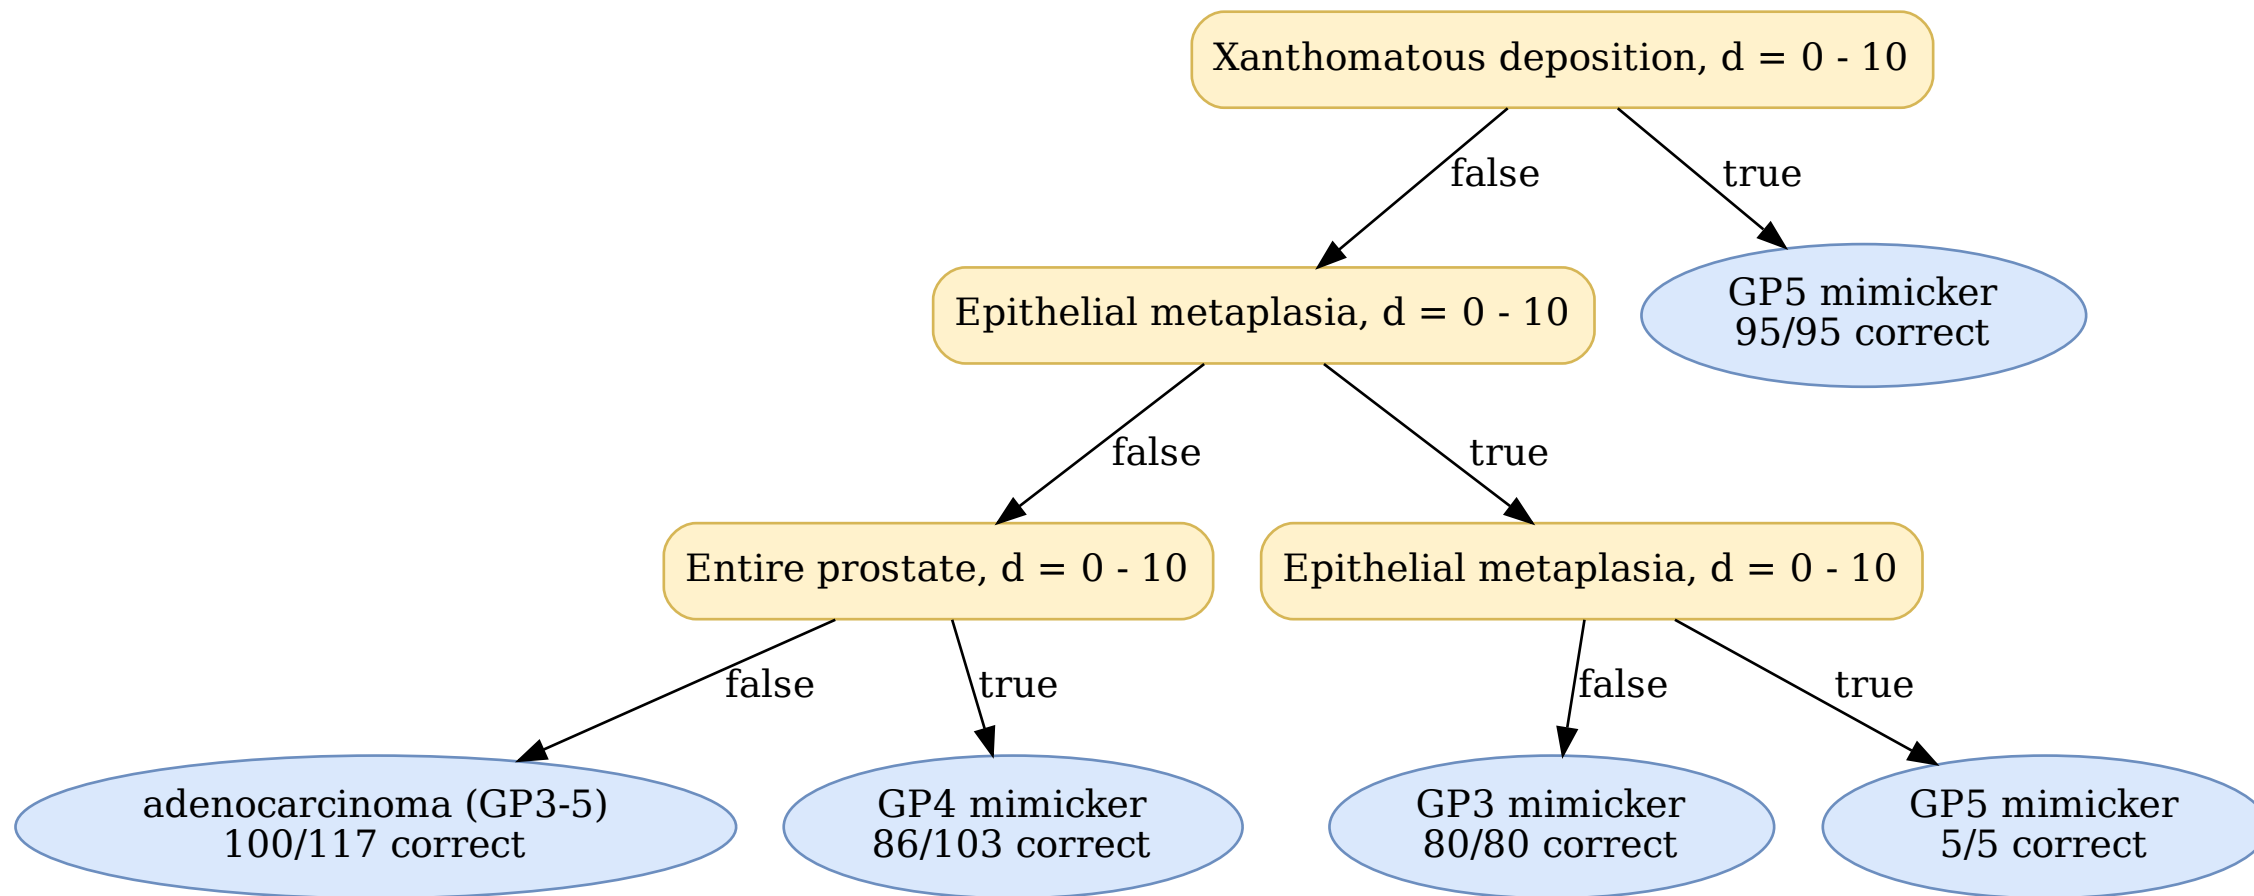 Xanthomatous deposition, d = 0 - 10
false
true
Epithelial metaplasia, d = 0 - 10
GP5 mimicker
95/95 correct
false
true
Entire prostate, d = 0 - 10
Epithelial metaplasia, d = 0 - 10
false
true
false
true
adenocarcinoma (GP3-5)
100/117 correct
GP4 mimicker
86/103 correct
GP3 mimicker
80/80 correct
GP5 mimicker
5/5 correct